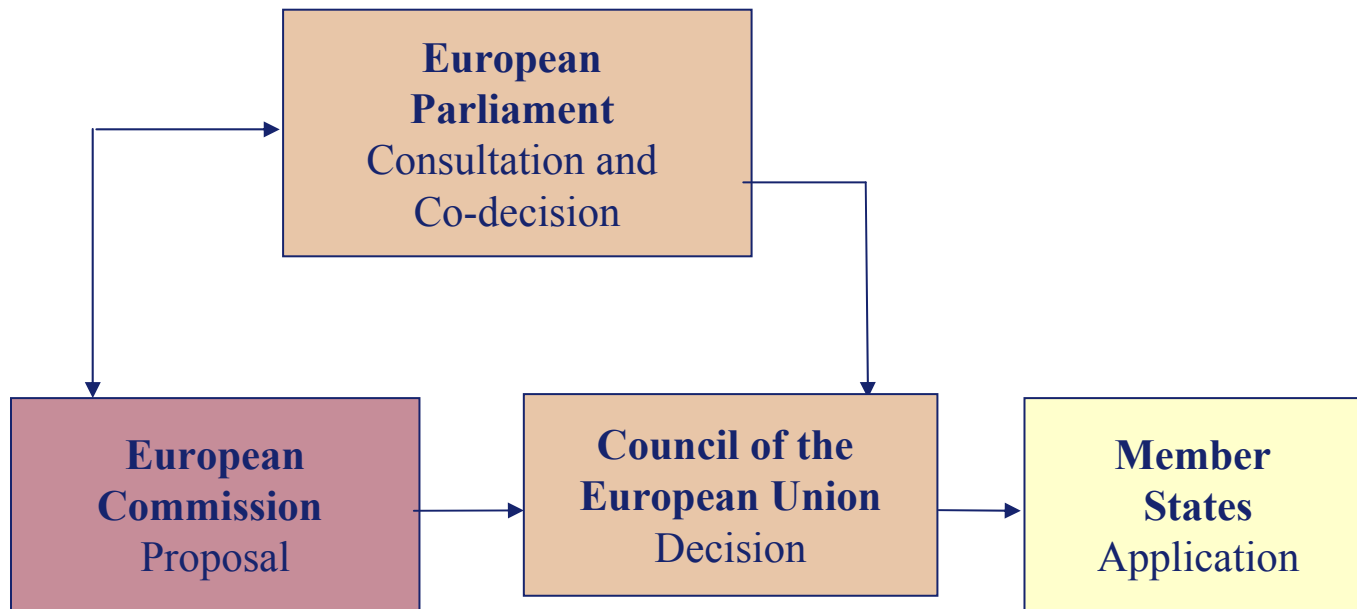 European
Parliament
Consultation and
Co-decision
European
Commission
Proposal
Council of the
European Union
Decision
Member
States
Application